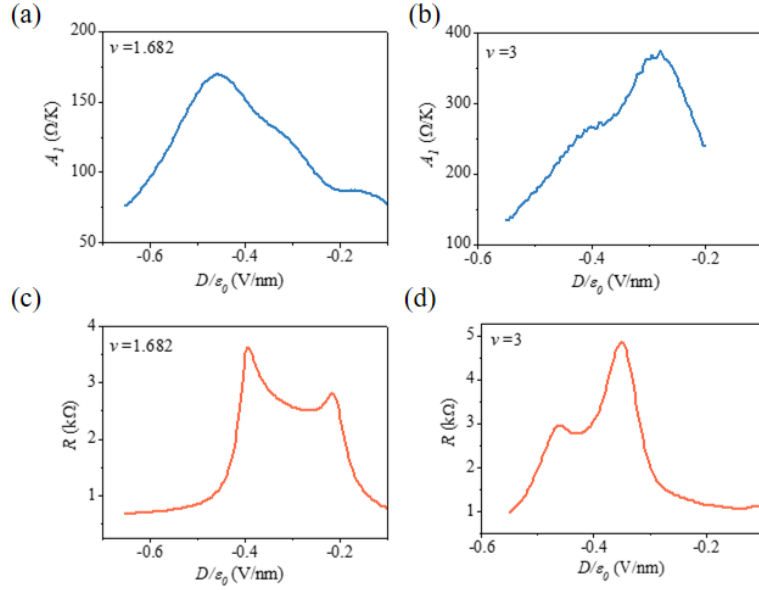 (a)
ν =1.682
200
150
100
50
A₁ (Ω/K)
-0.6 -0.4 -0.2
D/ε₀ (V/nm)
(b)
ν =3
400
300
200
100
A₁ (Ω/K)
-0.6 -0.4 -0.2
D/ε₀ (V/nm)
(c)
ν =1.682
4
3
2
1
R (kΩ)
-0.6 -0.4 -0.2
D/ε₀ (V/nm)
(d)
ν =3
5
4
3
2
1
R (kΩ)
-0.6 -0.4 -0.2
D/ε₀ (V/nm)